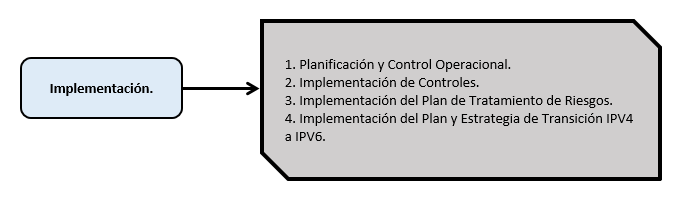 Implementación.
1. Planificación y Control Operacional.
2. Implementación de Controles.
3. Implementación del Plan de Tratamiento de Riesgos.
4. Implementación del Plan y Estrategia de Transición IPV4
a IPV6.